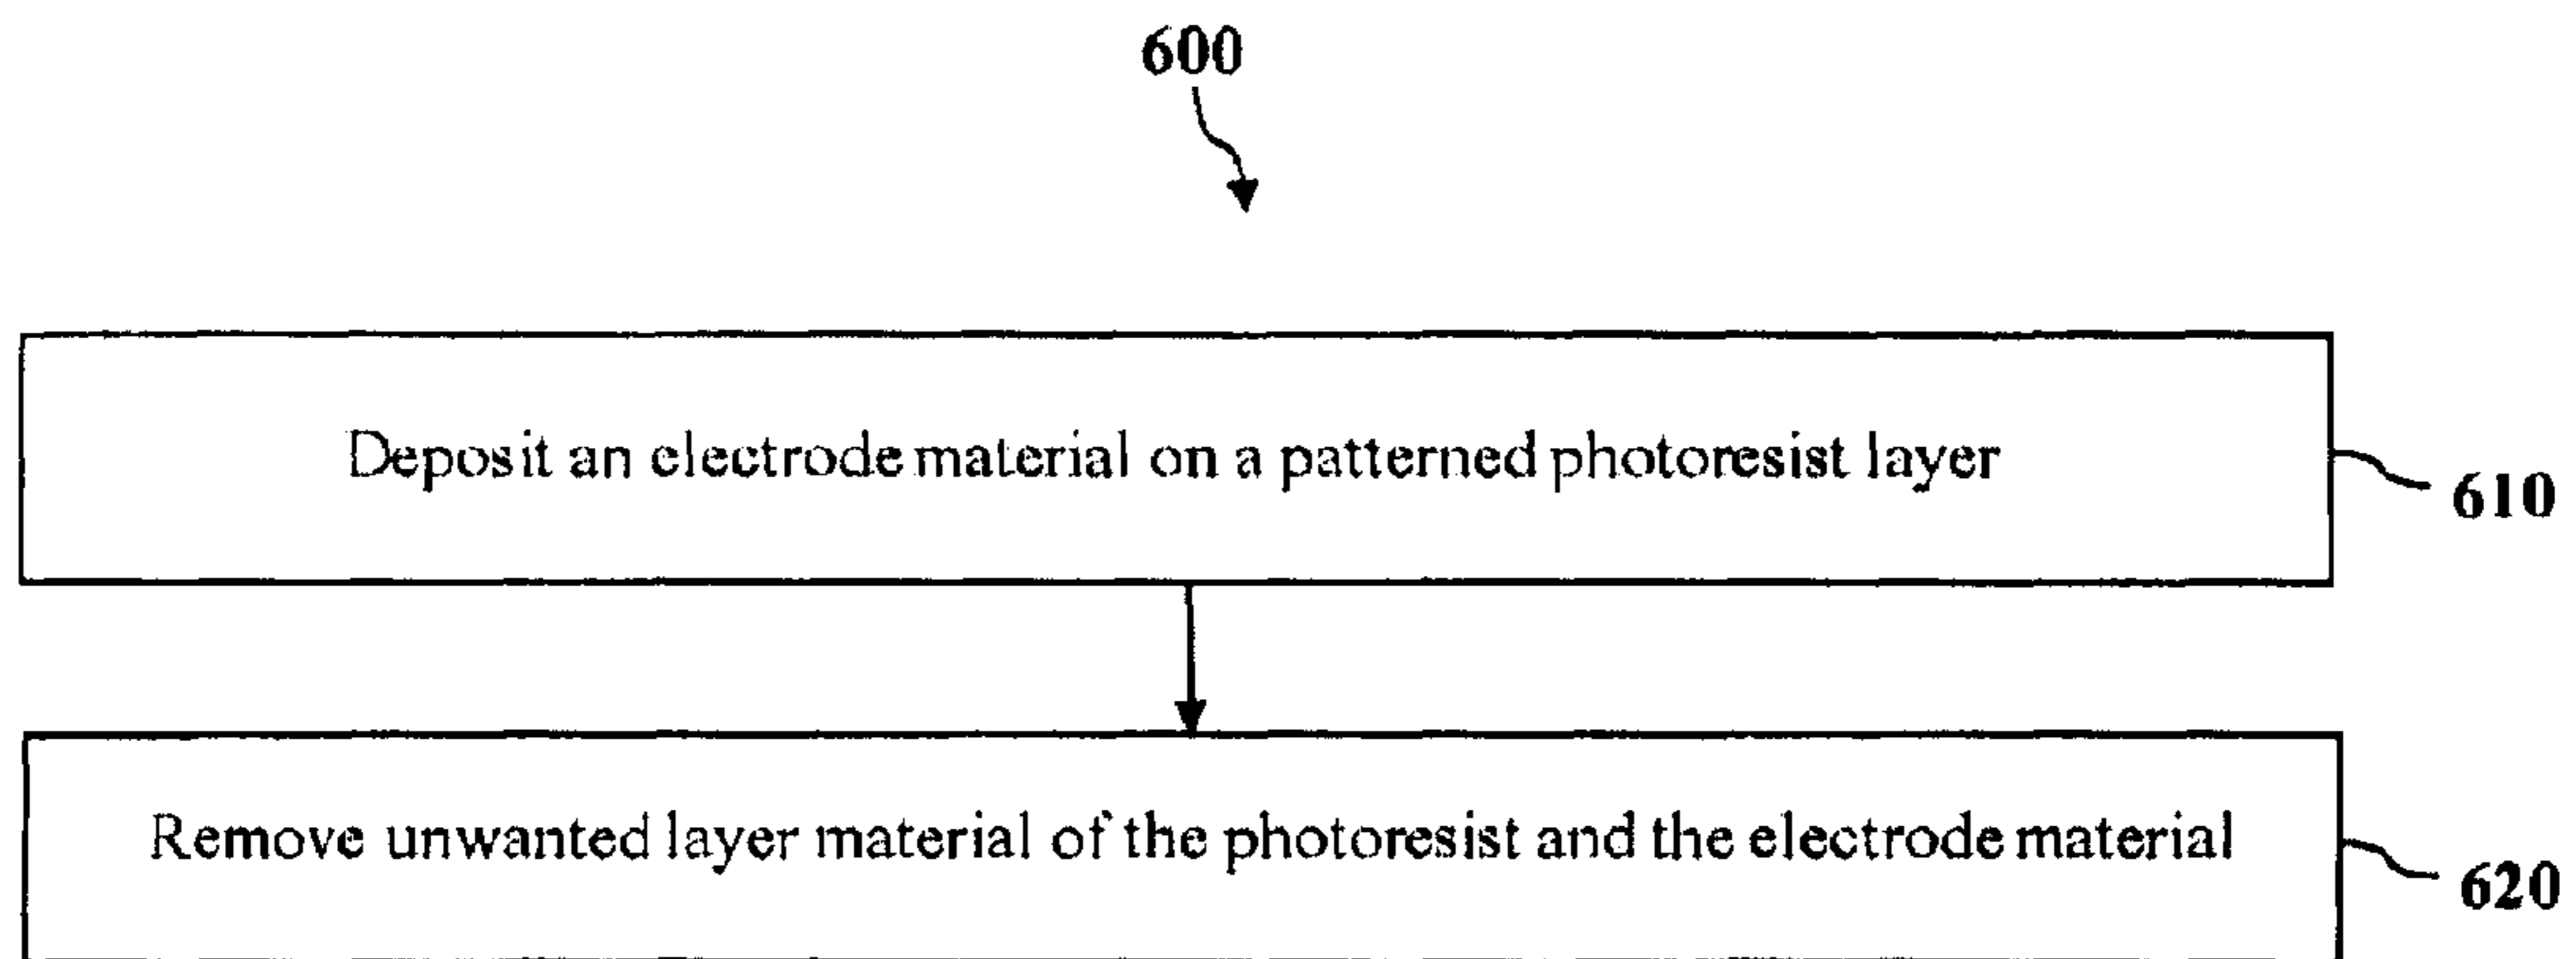 600
Deposit an electrode material on a patterned photoresist layer
610
Remove unwanted layer material of the photoresist and the electrode material
620